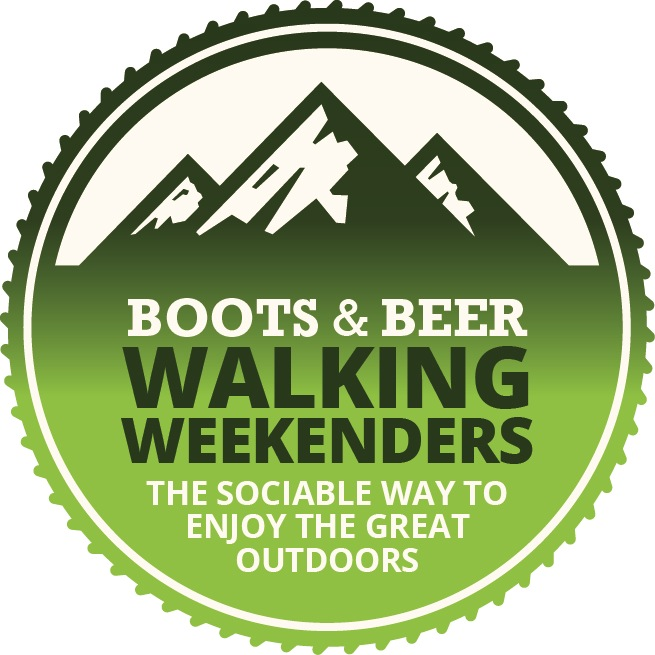 BOOTS & BEER
WALKING
WEEKENDERS
THE SOCIABLE WAY TO
ENJOY THE GREAT
OUTDOORS